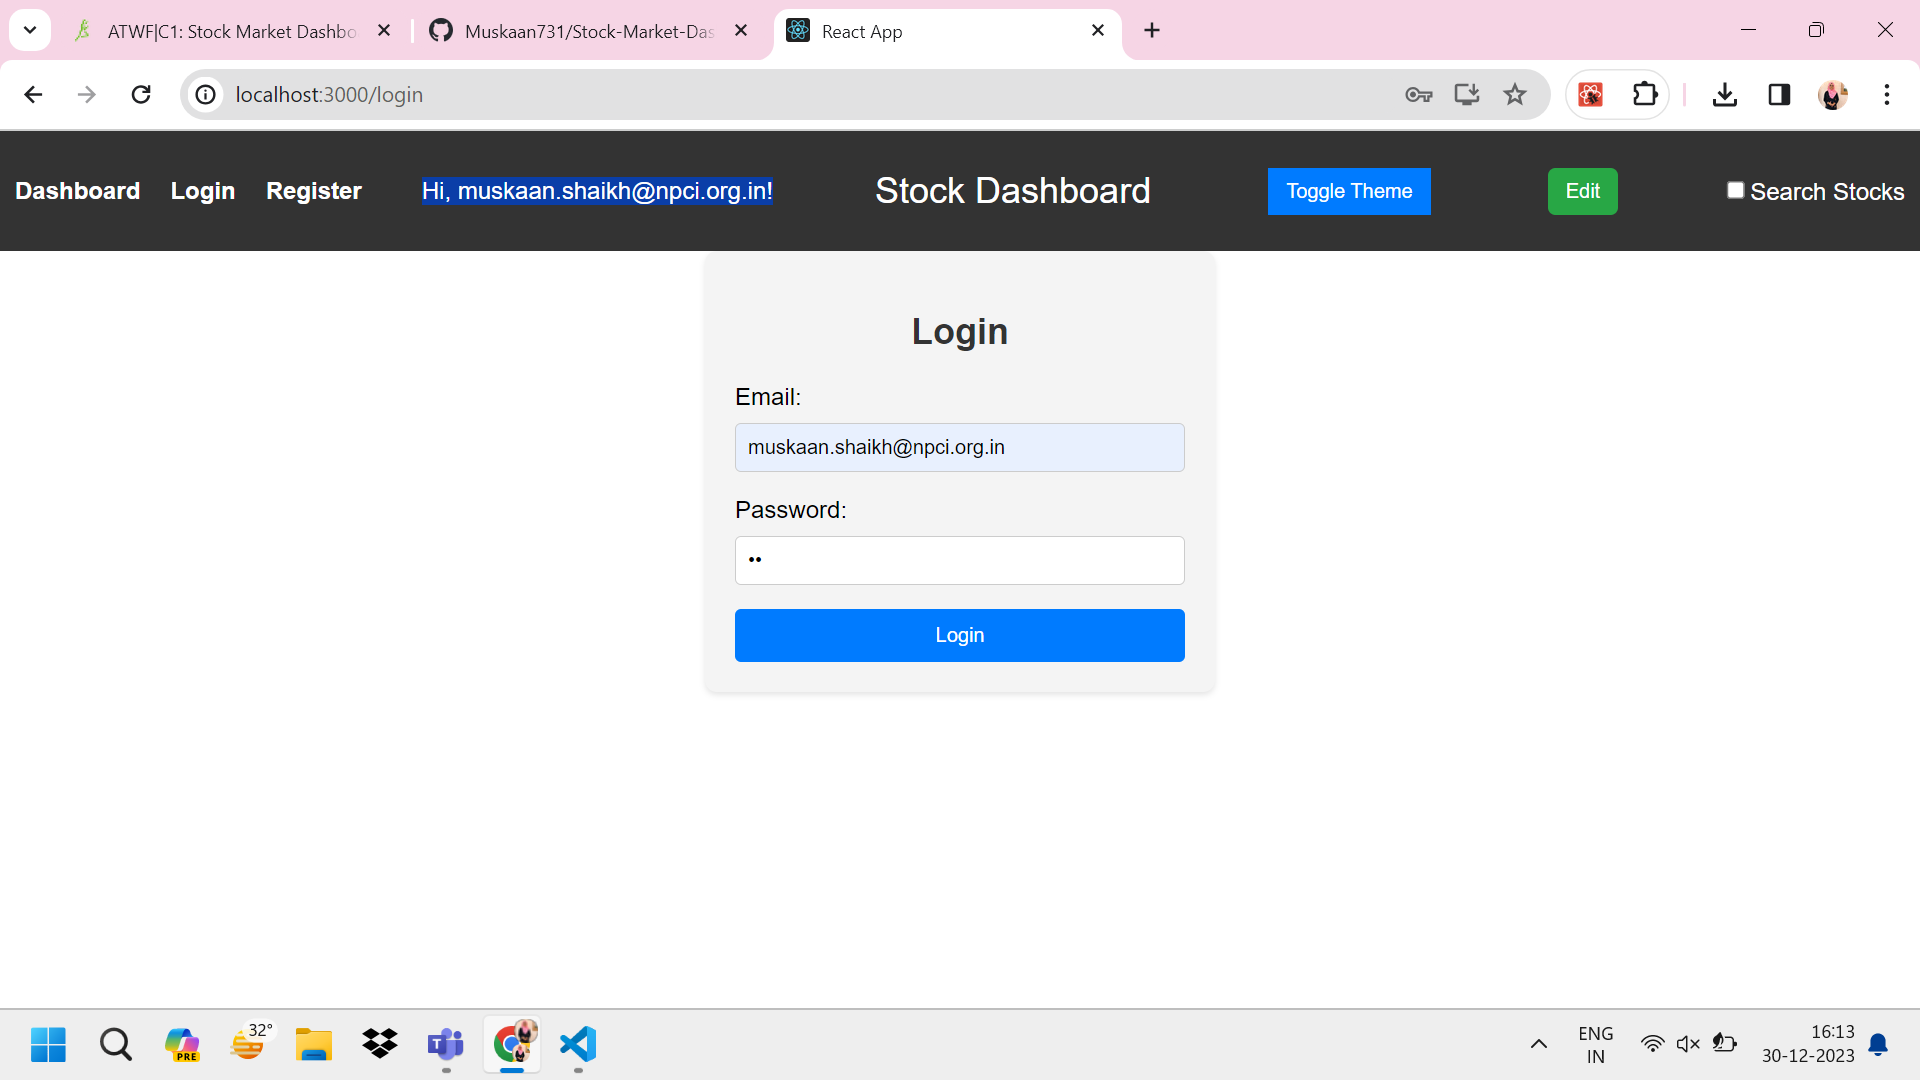 ATWF|C1: Stock Market Dashbo
Muskaan731/Stock-Market-Das
React App
localhost:3000/login
Dashboard Login Register Hi, muskaan.shaikh@npci.org.in! Stock Dashboard Toggle Theme Edit Search Stocks
Login
Email:
muskaan.shaikh@npci.org.in
Password:
••
Login
32°
PRE
ENG
IN
16:13
30-12-2023